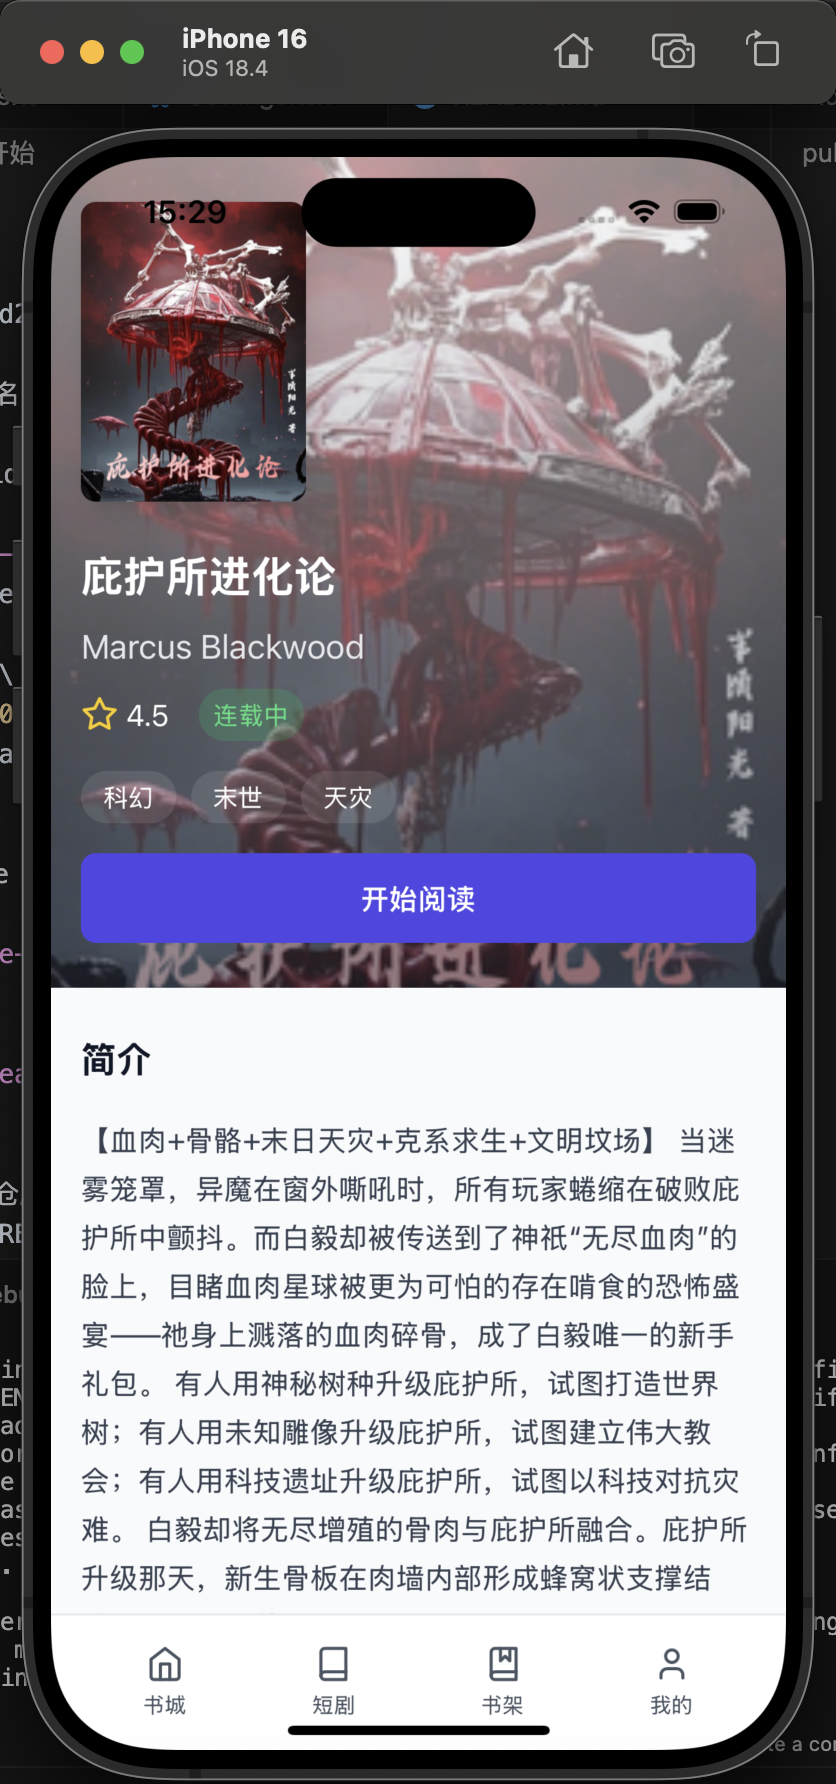 iPhone 16
iOS 18.4
开始
pul
15:29
庇护所进化论
庇护所进化论
Marcus Blackwood
4.5
连载中
科幻
末世
天灾
开始阅读
庇护所进化论
简介
【血肉+骨骼+末日天灾+克系求生+文明坟场】 当迷
雾笼罩，异魔在窗外嘶吼时，所有玩家蜷缩在破败庇
护所中颤抖。而白毅却被传送到了神祇“无尽血肉”的
脸上，目睹血肉星球被更为可怕的存在啃食的恐怖盛
宴——祂身上溅落的血肉碎骨，成了白毅唯一的新手
礼包。 有人用神秘树种升级庇护所，试图打造世界
树；有人用未知雕像升级庇护所，试图建立伟大教
会；有人用科技遗址升级庇护所，试图以科技对抗灾
难。 白毅却将无尽增殖的骨肉与庇护所融合。庇护所
升级那天，新生骨板在肉墙内部形成蜂窝状支撑结
书城
短剧
书架
我的